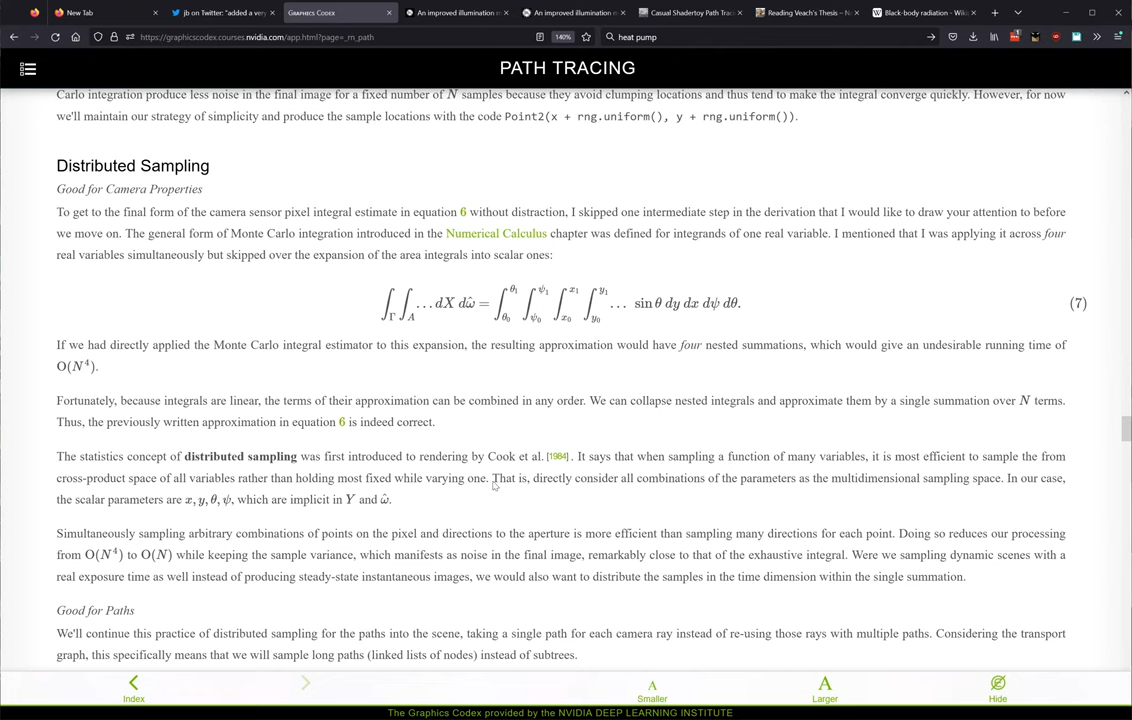 New Tab
jb on Twitter: "added a very
GRAPHICS CODEX
An improved illumination m
An improved illumination m
Casual Shadertoy Path Trac
Reading Veach's Thesis – N
Black-body radiation - Wiki
https://graphicscodex.courses.nvidia.com/app.html?page=_rn_path
140%
heat pump
PATH TRACING
Carlo integration produce less noise in the final image for a fixed number of N samples because they avoid clumping locations and thus tend to make the integral converge quickly. However, for now
we'll maintain our strategy of simplicity and produce the sample locations with the code Point2(x + rng.uniform(), y + rng.uniform()).
Distributed Sampling
Good for Camera Properties
To get to the final form of the camera sensor pixel integral estimate in equation 6 without distraction, I skipped one intermediate step in the derivation that I would like to draw your attention to before
we move on. The general form of Monte Carlo integration introduced in the Numerical Calculus chapter was defined for integrands of one real variable. I mentioned that I was applying it across four
real variables simultaneously but skipped over the expansion of the area integrals into scalar ones:
∫_Γ ∫_A … dX dω̂ = ∫_θ₀^θ₁ ∫_ψ₀^ψ₁ ∫_x₀^x₁ ∫_y₀^y₁ … sin θ dy dx dψ dθ. (7)
If we had directly applied the Monte Carlo integral estimator to this expansion, the resulting approximation would have four nested summations, which would give an undesirable running time of
O(N⁴).
Fortunately, because integrals are linear, the terms of their approximation can be combined in any order. We can collapse nested integrals and approximate them by a single summation over N terms.
Thus, the previously written approximation in equation 6 is indeed correct.
The statistics concept of distributed sampling was first introduced to rendering by Cook et al. [1984]. It says that when sampling a function of many variables, it is most efficient to sample the from
cross-product space of all variables rather than holding most fixed while varying one. That is, directly consider all combinations of the parameters as the multidimensional sampling space. In our case,
the scalar parameters are x, y, θ, ψ, which are implicit in Y and ω̂.
Simultaneously sampling arbitrary combinations of points on the pixel and directions to the aperture is more efficient than sampling many directions for each point. Doing so reduces our processing
from O(N⁴) to O(N) while keeping the sample variance, which manifests as noise in the final image, remarkably close to that of the exhaustive integral. Were we sampling dynamic scenes with a
real exposure time as well instead of producing steady-state instantaneous images, we would also want to distribute the samples in the time dimension within the single summation.
Good for Paths
We'll continue this practice of distributed sampling for the paths into the scene, taking a single path for each camera ray instead of re-using those rays with multiple paths. Considering the transport
graph, this specifically means that we will sample long paths (linked lists of nodes) instead of subtrees.
Index
A
Smaller
A
Larger
Hide
The Graphics Codex provided by the NVIDIA DEEP LEARNING INSTITUTE